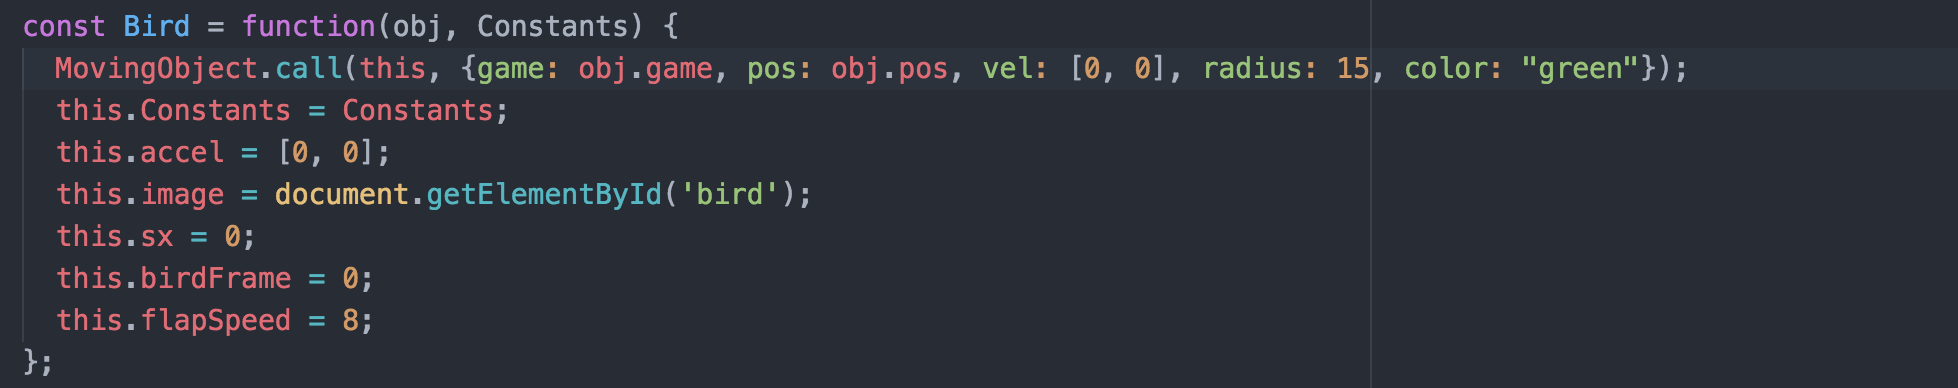 const Bird = function(obj, Constants) {
  MovingObject.call(this, {game: obj.game, pos: obj.pos, vel: [0, 0], radius: 15, color: "green"});
  this.Constants = Constants;
  this.accel = [0, 0];
  this.image = document.getElementById('bird');
  this.sx = 0;
  this.birdFrame = 0;
  this.flapSpeed = 8;
};